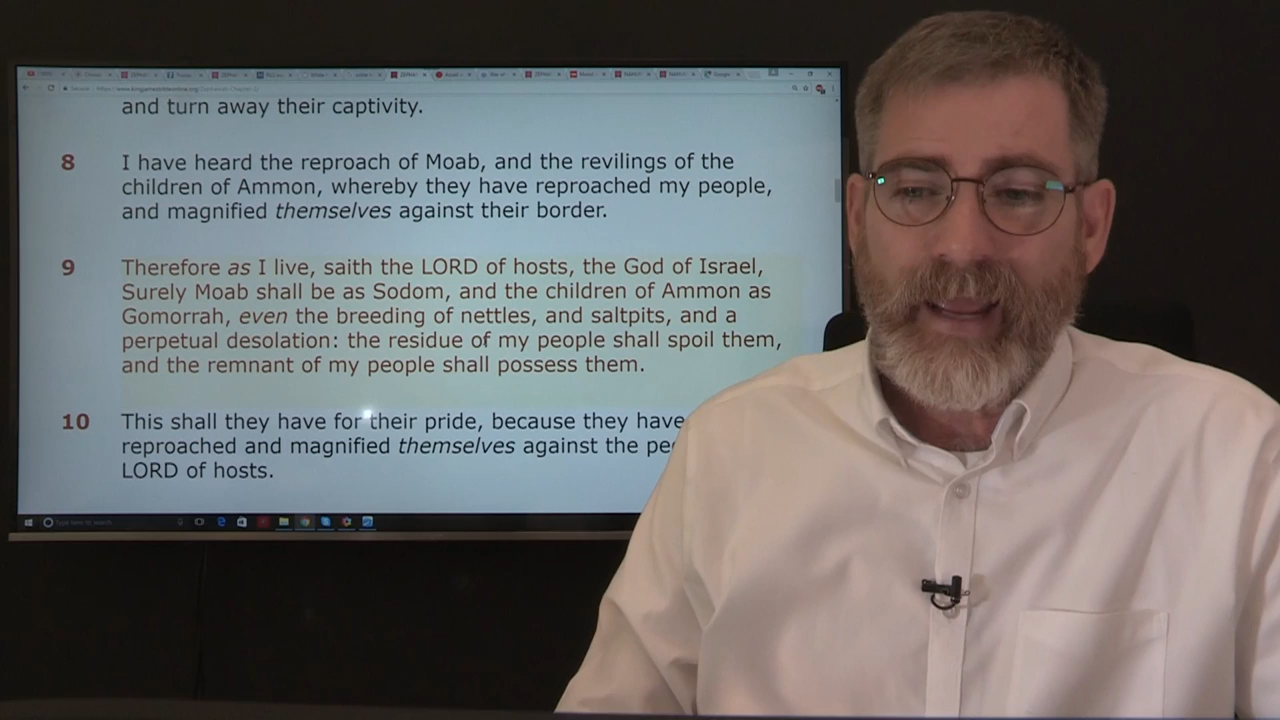 and turn away their captivity.
8 I have heard the reproach of Moab, and the revilings of the
children of Ammon, whereby they have reproached my people,
and magnified themselves against their border.
9 Therefore as I live, saith the LORD of hosts, the God of Israel,
Surely Moab shall be as Sodom, and the children of Ammon as
Gomorrah, even the breeding of nettles, and saltpits, and a
perpetual desolation: the residue of my people shall spoil them,
and the remnant of my people shall possess them.
10 This shall they have for their pride, because they have
reproached and magnified themselves against the pe
LORD of hosts.
Type here to search